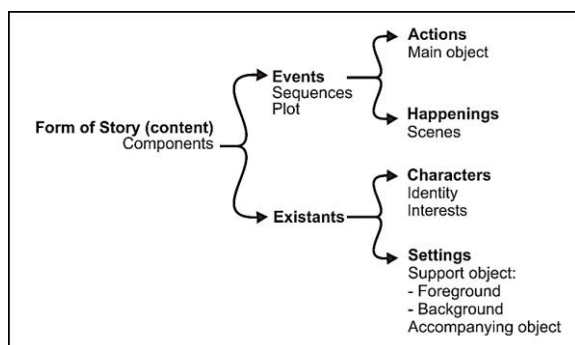 Form of Story (content)
Components
Events
Sequences
Plot
Actions
Main object
Happenings
Scenes
Existants
Characters
Identity
Interests
Settings
Support object:
- Foreground
- Background
Accompanying object